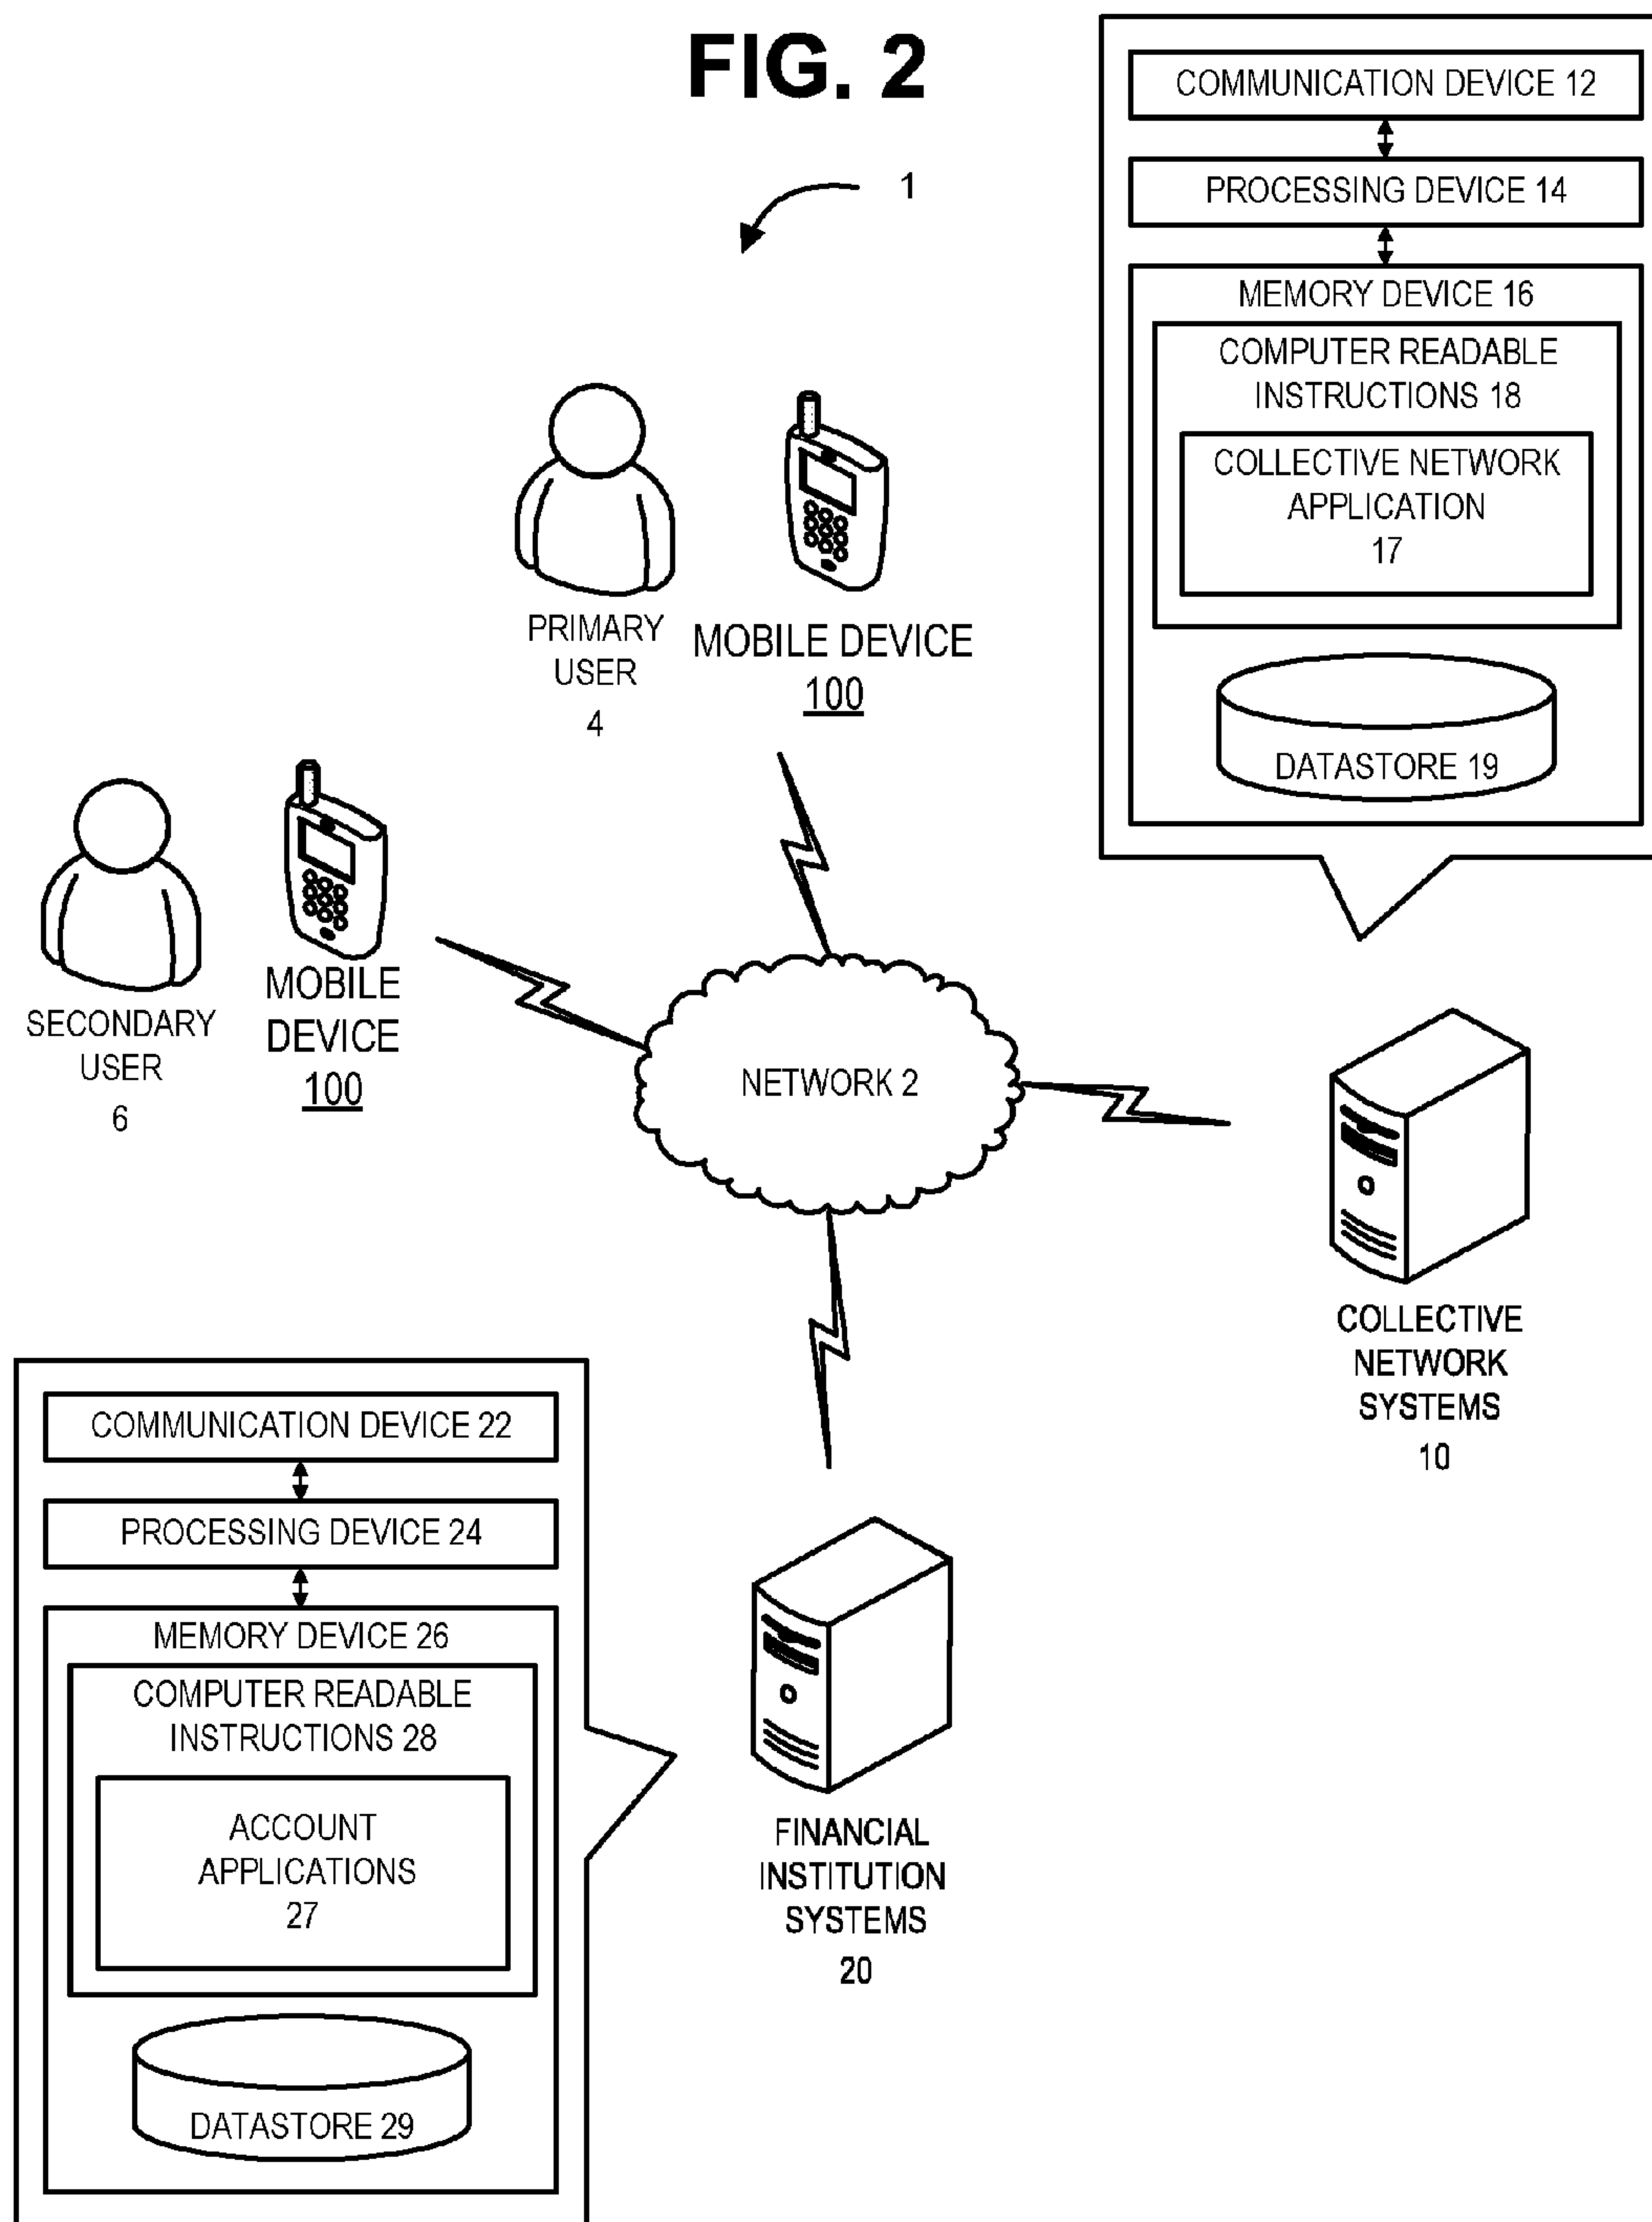 FIG. 2
1
COMMUNICATION DEVICE 12
PROCESSING DEVICE 14
MEMORY DEVICE 16
COMPUTER READABLE
INSTRUCTIONS 18
COLLECTIVE NETWORK
APPLICATION
17
DATASTORE 19
PRIMARY
USER
4
MOBILE DEVICE
100
SECONDARY
USER
6
MOBILE
DEVICE
100
NETWORK 2
COLLECTIVE
NETWORK
SYSTEMS
10
COMMUNICATION DEVICE 22
PROCESSING DEVICE 24
MEMORY DEVICE 26
COMPUTER READABLE
INSTRUCTIONS 28
ACCOUNT
APPLICATIONS
27
DATASTORE 29
FINANCIAL
INSTITUTION
SYSTEMS
20